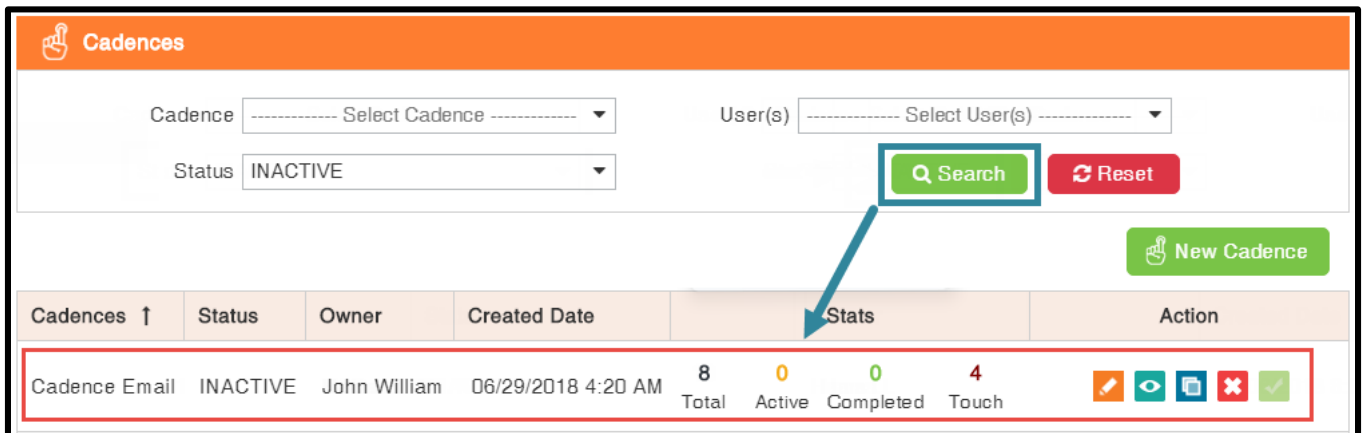 Cadences
Cadence ------------- Select Cadence ------------- User(s) -------------- Select User(s) --------------
Status INACTIVE Search Reset
New Cadence
Cadences ↑ Status Owner Created Date Stats Action
Cadence Email INACTIVE John William 06/29/2018 4:20 AM 8 0 0 4
Total Active Completed Touch